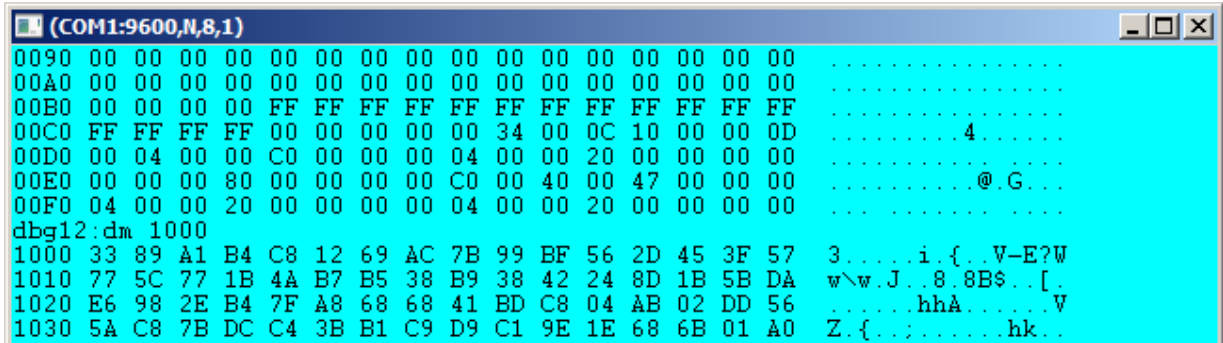 (COM1:9600,N,8,1)
0090 00 00 00 00 00 00 00 00 00 00 00 00 00 00 00 00 ................
00A0 00 00 00 00 00 00 00 00 00 00 00 00 00 00 00 00 ................
00B0 00 00 00 00 FF FF FF FF FF FF FF FF FF FF FF FF ................
00C0 FF FF FF FF 00 00 00 00 00 34 00 0C 10 00 00 0D .........4......
00D0 00 04 00 00 C0 00 00 00 04 00 00 20 00 00 00 00 ........... ....
00E0 00 00 00 80 00 00 00 00 C0 00 40 00 47 00 00 00 ..........@.G...
00F0 04 00 00 20 00 00 00 00 04 00 00 20 00 00 00 00 ... ....... ....
dbg12:dm 1000
1000 33 89 A1 B4 C8 12 69 AC 7B 99 BF 56 2D 45 3F 57 3.....i.{..V-E?W
1010 77 5C 77 1B 4A B7 B5 38 B9 38 42 24 8D 1B 5B DA w\w.J..8.8B$..[.
1020 E6 98 2E B4 7F A8 68 68 41 BD C8 04 AB 02 DD 56 ......hhA......V
1030 5A C8 7B DC C4 3B B1 C9 D9 C1 9E 1E 68 6B 01 A0 Z.{..;......hk..